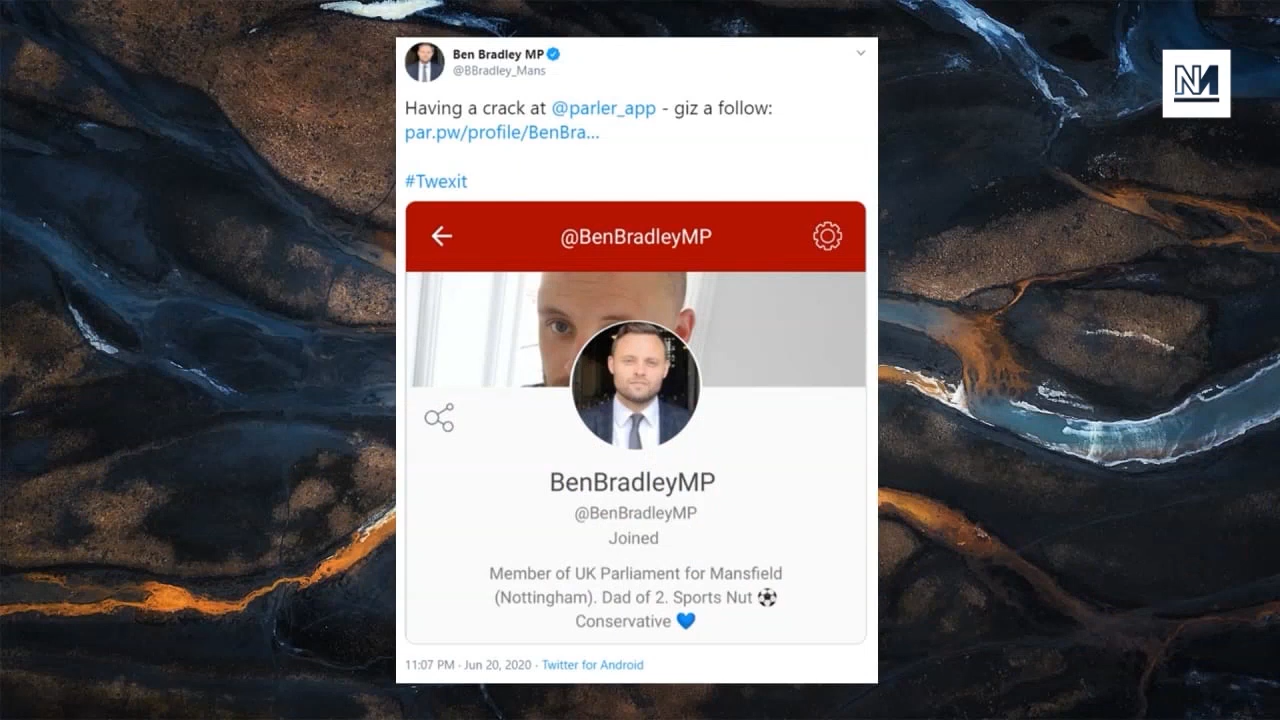 Ben Bradley MP
@BBradley_Mans
Having a crack at @parler_app - giz a follow:
par.pw/profile/BenBra...
#Twexit
@BenBradleyMP
BenBradleyMP
@BenBradleyMP
Joined
Member of UK Parliament for Mansfield
(Nottingham). Dad of 2. Sports Nut ⚽
Conservative 💙
11:07 PM · Jun 20, 2020 · Twitter for Android
NM